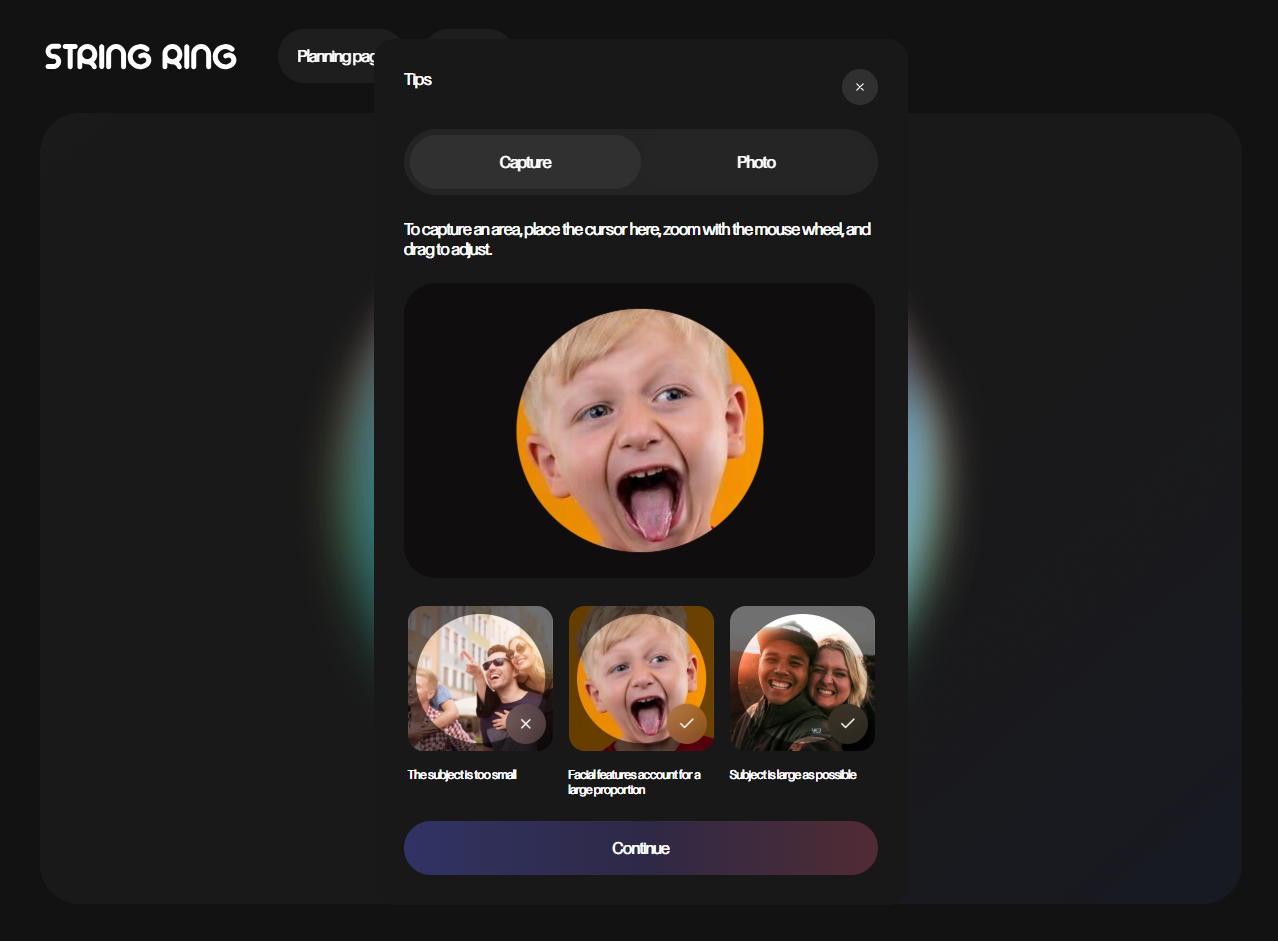 STRING RING
Planning pag
Tips
Capture
Photo
To capture an area, place the cursor here, zoom with the mouse wheel, and
drag to adjust.
The subject is too small
Facial features account for a
large proportion
Subject is large as possible
Continue